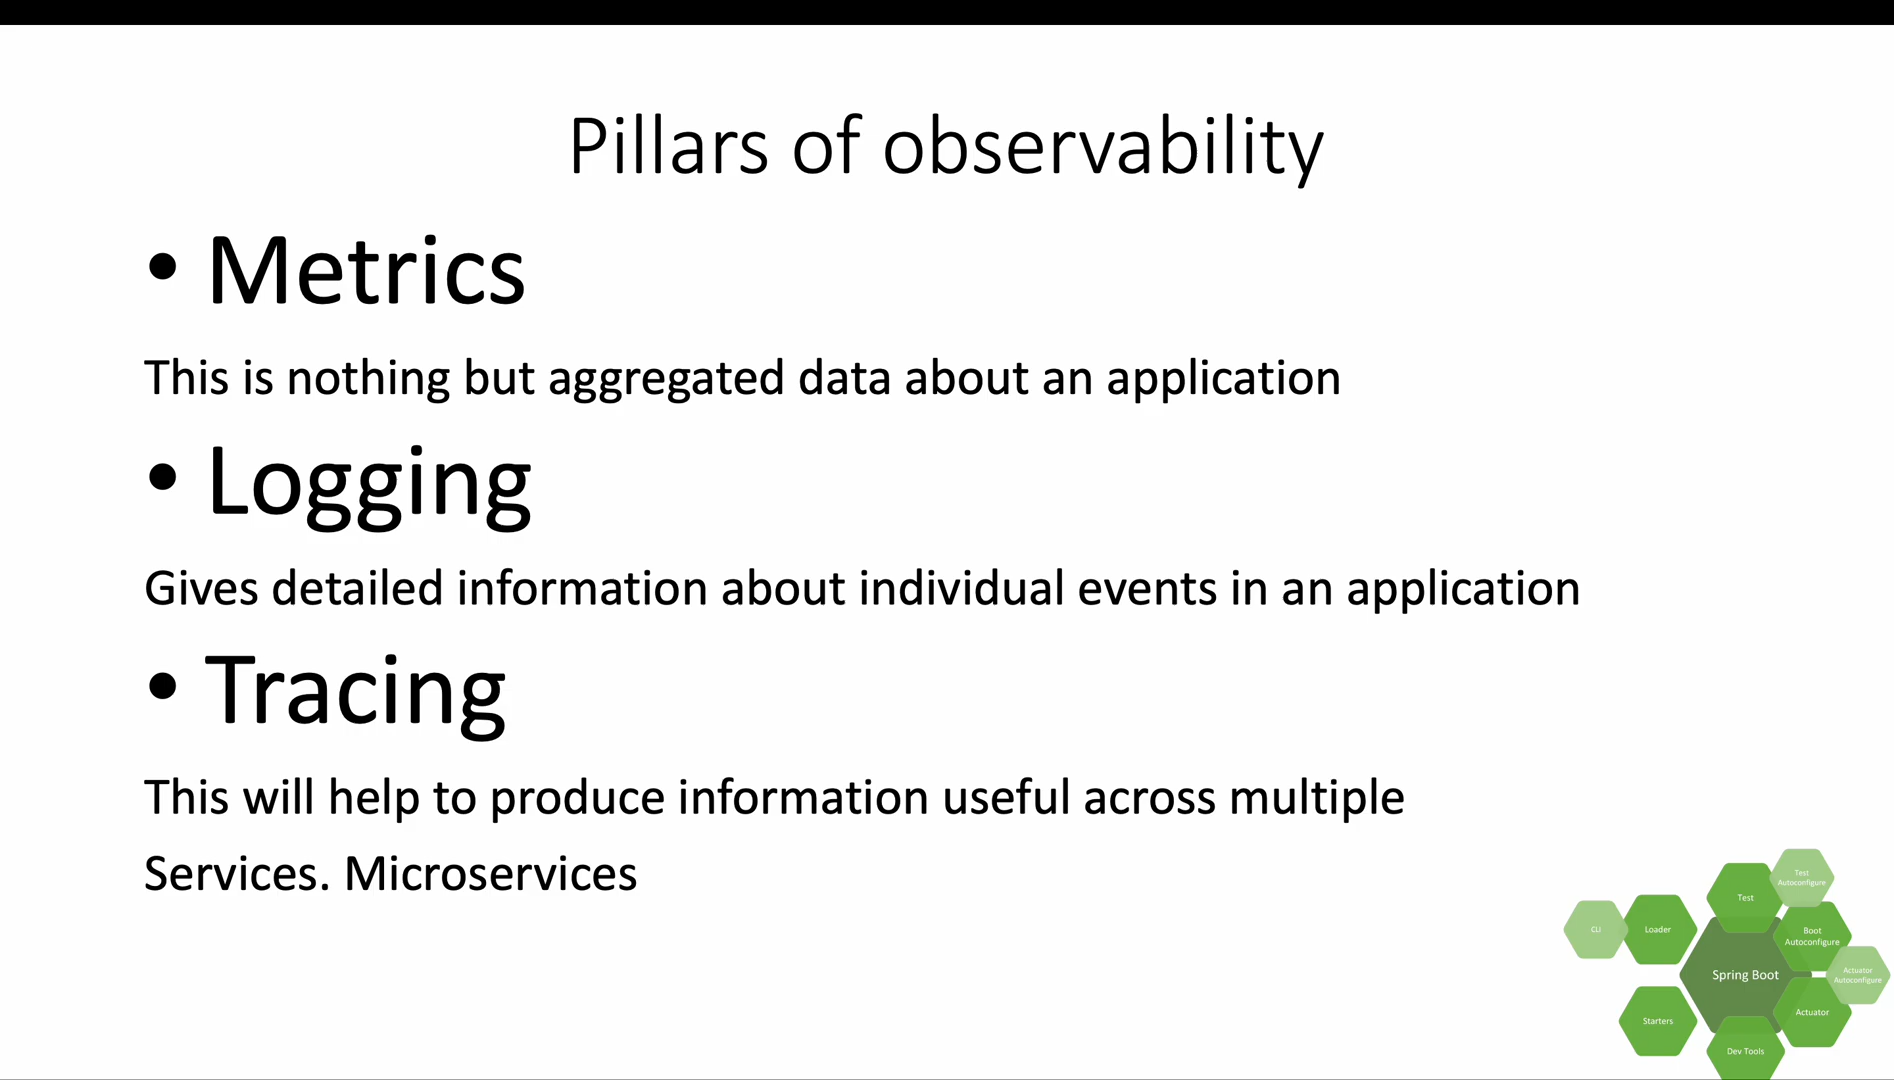 Pillars of observability
• Metrics
This is nothing but aggregated data about an application
• Logging
Gives detailed information about individual events in an application
• Tracing
This will help to produce information useful across multiple
Services. Microservices
Test
Autoconfigure
Test
CLI
Loader
Boot
Autoconfigure
Spring Boot
Actuator
Autoconfigure
Starters
Actuator
Dev Tools